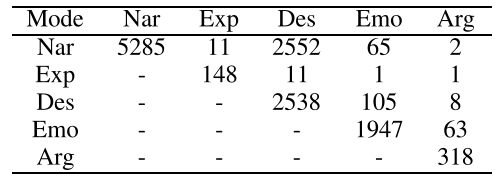 Mode Nar Exp Des Emo Arg
Nar 5285 11 2552 65 2
Exp - 148 11 1 1
Des - - 2538 105 8
Emo - - - 1947 63
Arg - - - - 318